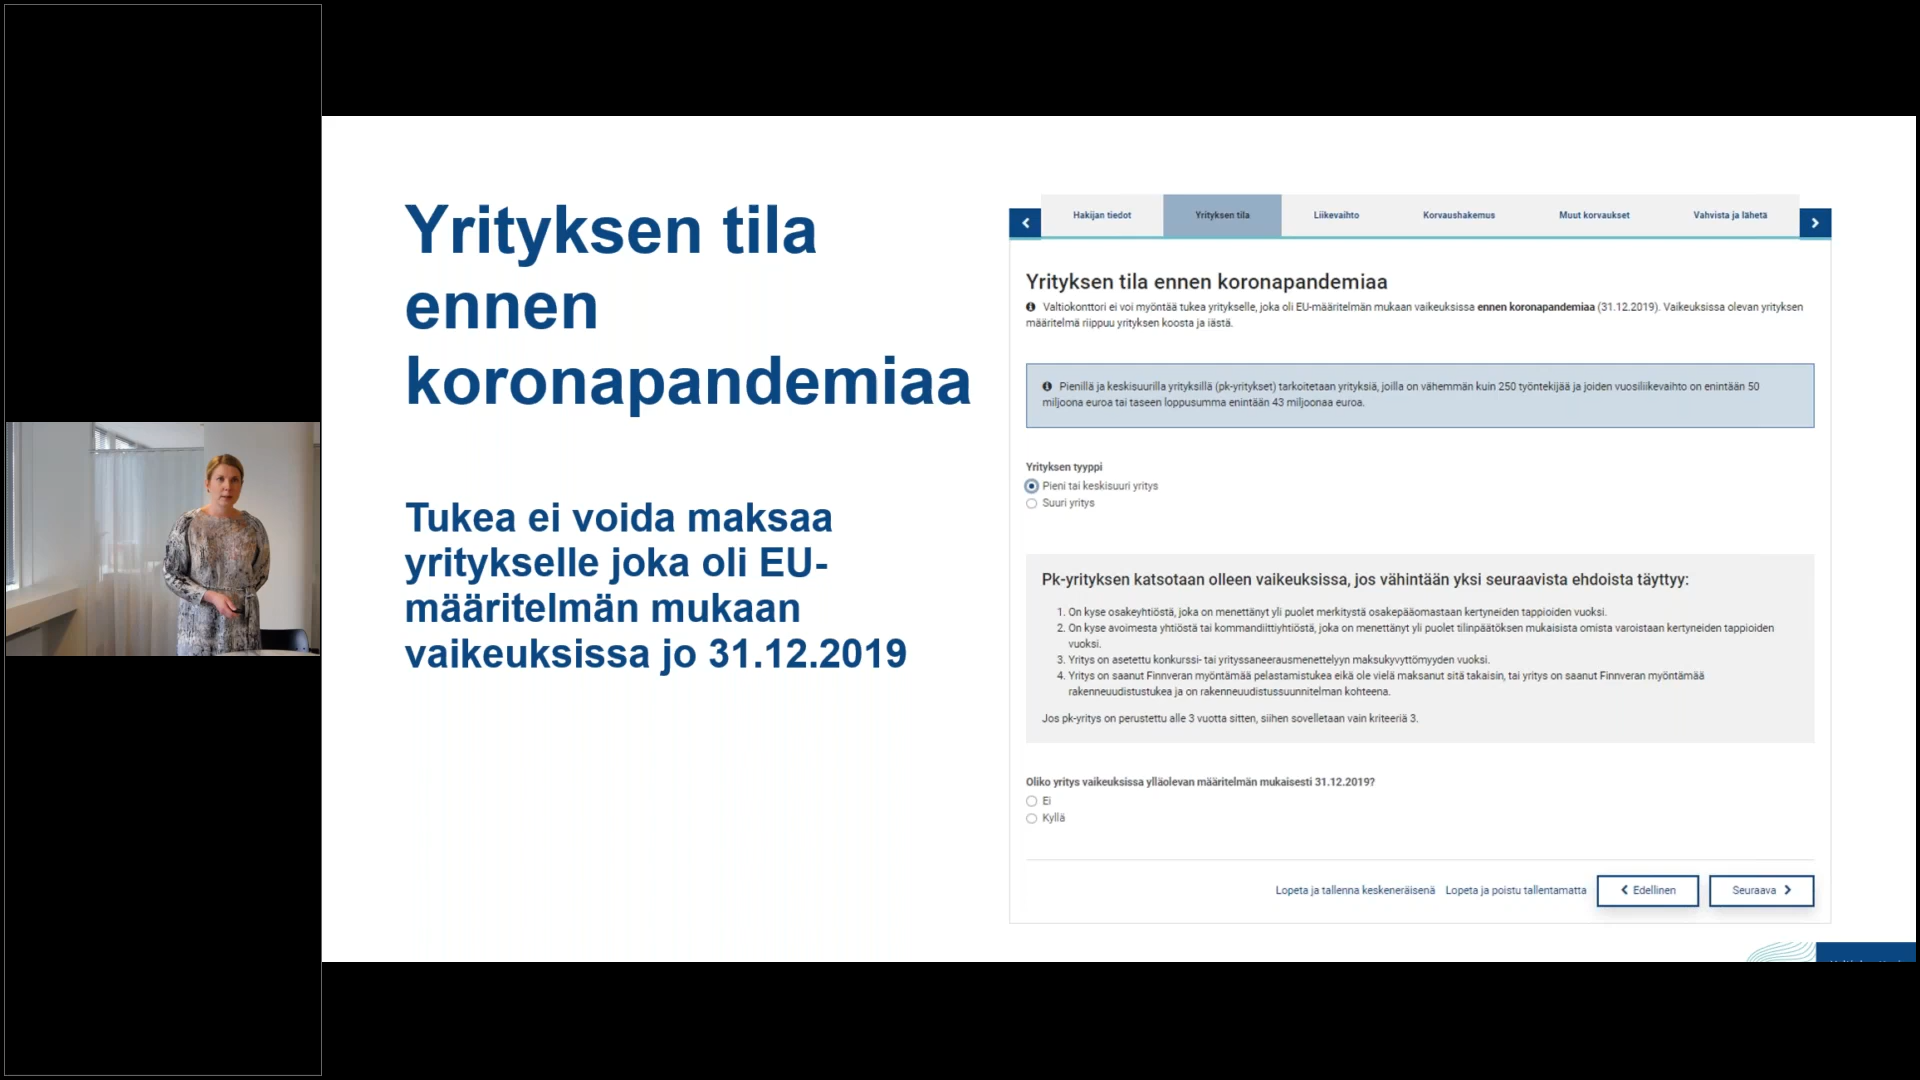 Yrityksen tila
ennen
koronapandemiaa
Tukea ei voida maksaa
yritykselle joka oli EU-
määritelmän mukaan
vaikeuksissa jo 31.12.2019
Hakijan tiedot
Yrityksen tila
Liikevaihto
Korvaushakemus
Muut korvaukset
Vahvista ja lähetä
Yrityksen tila ennen koronapandemiaa
Valtiokonttori ei voi myöntää tukea yritykselle, joka oli EU-määritelmän mukaan vaikeuksissa ennen koronapandemiaa (31.12.2019). Vaikeuksissa olevan yrityksen
määritelmä riippuu yrityksen koosta ja iästä.
Pienillä ja keskisuurilla yrityksillä (pk-yritykset) tarkoitetaan yrityksiä, joilla on vähemmän kuin 250 työntekijää ja joiden vuosiliikevaihto on enintään 50
miljoona euroa tai taseen loppusumma enintään 43 miljoonaa euroa.
Yrityksen tyyppi
Pieni tai keskisuuri yritys
Suuri yritys
Pk-yrityksen katsotaan olleen vaikeuksissa, jos vähintään yksi seuraavista ehdoista täyttyy:
1. On kyse osakeyhtiöstä, joka on menettänyt yli puolet merkitystä osakepääomastaan kertyneiden tappioiden vuoksi.
2. On kyse avoimesta yhtiöstä tai kommandiittiyhtiöstä, joka on menettänyt yli puolet tilinpäätöksen mukaisista omista varoistaan kertyneiden tappioiden
vuoksi.
3. Yritys on asetettu konkurssi- tai yrityssaneerausmenettelyyn maksukyvyttömyyden vuoksi.
4. Yritys on saanut Finnveran myöntämää pelastamistukea eikä ole vielä maksanut sitä takaisin, tai yritys on saanut Finnveran myöntämää
rakenneuudistustukea ja on rakenneuudistussuunnitelman kohteena.
Jos pk-yritys on perustettu alle 3 vuotta sitten, siihen sovelletaan vain kriteeriä 3.
Oliko yritys vaikeuksissa ylläolevan määritelmän mukaisesti 31.12.2019?
Ei
Kyllä
Lopeta ja tallenna keskeneräisenä
Lopeta ja poistu tallentamatta
Edellinen
Seuraava